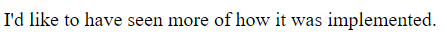 I'd like to have seen more of how it was implemented.